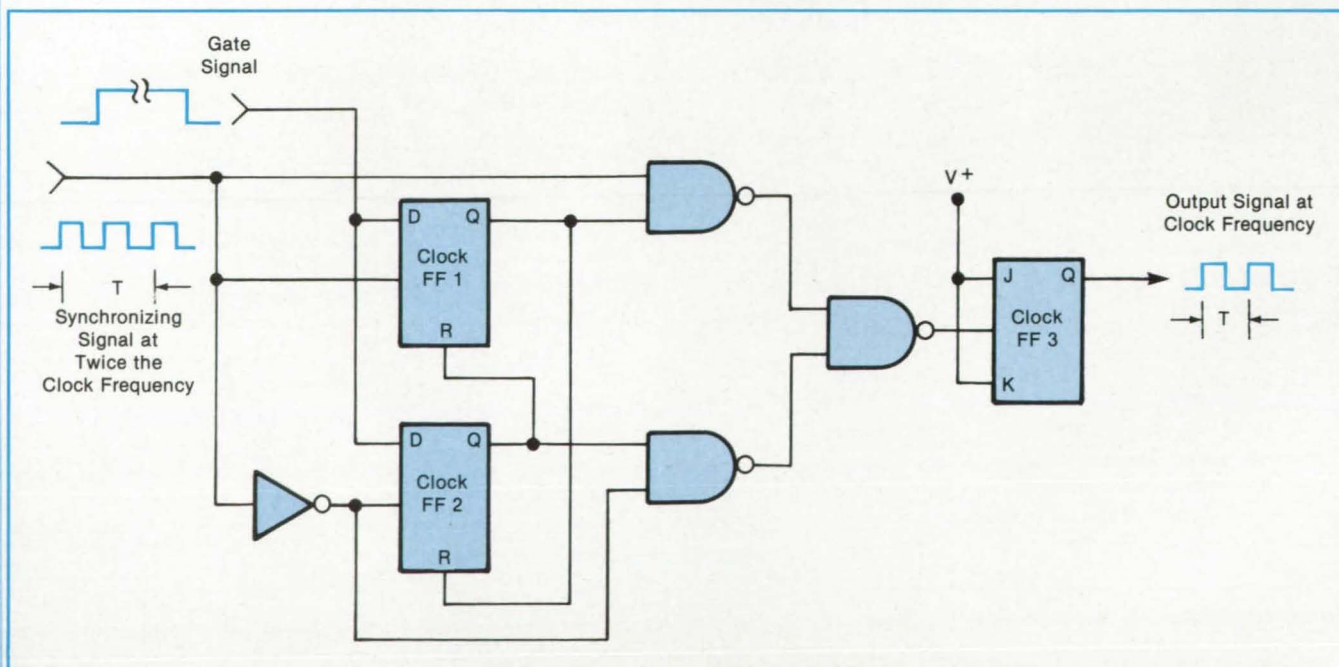 Gate
Signal
T
Synchronizing
Signal at
Twice the
Clock Frequency
D Q
Clock
FF 1
R
D Q
Clock
FF 2
R
V+
J Q
Clock
FF 3
K
Output Signal at
Clock Frequency
T